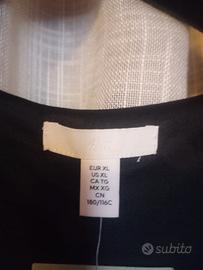 EUR XL
US XL
CA TG
MX XG
CN
180/116C
subito